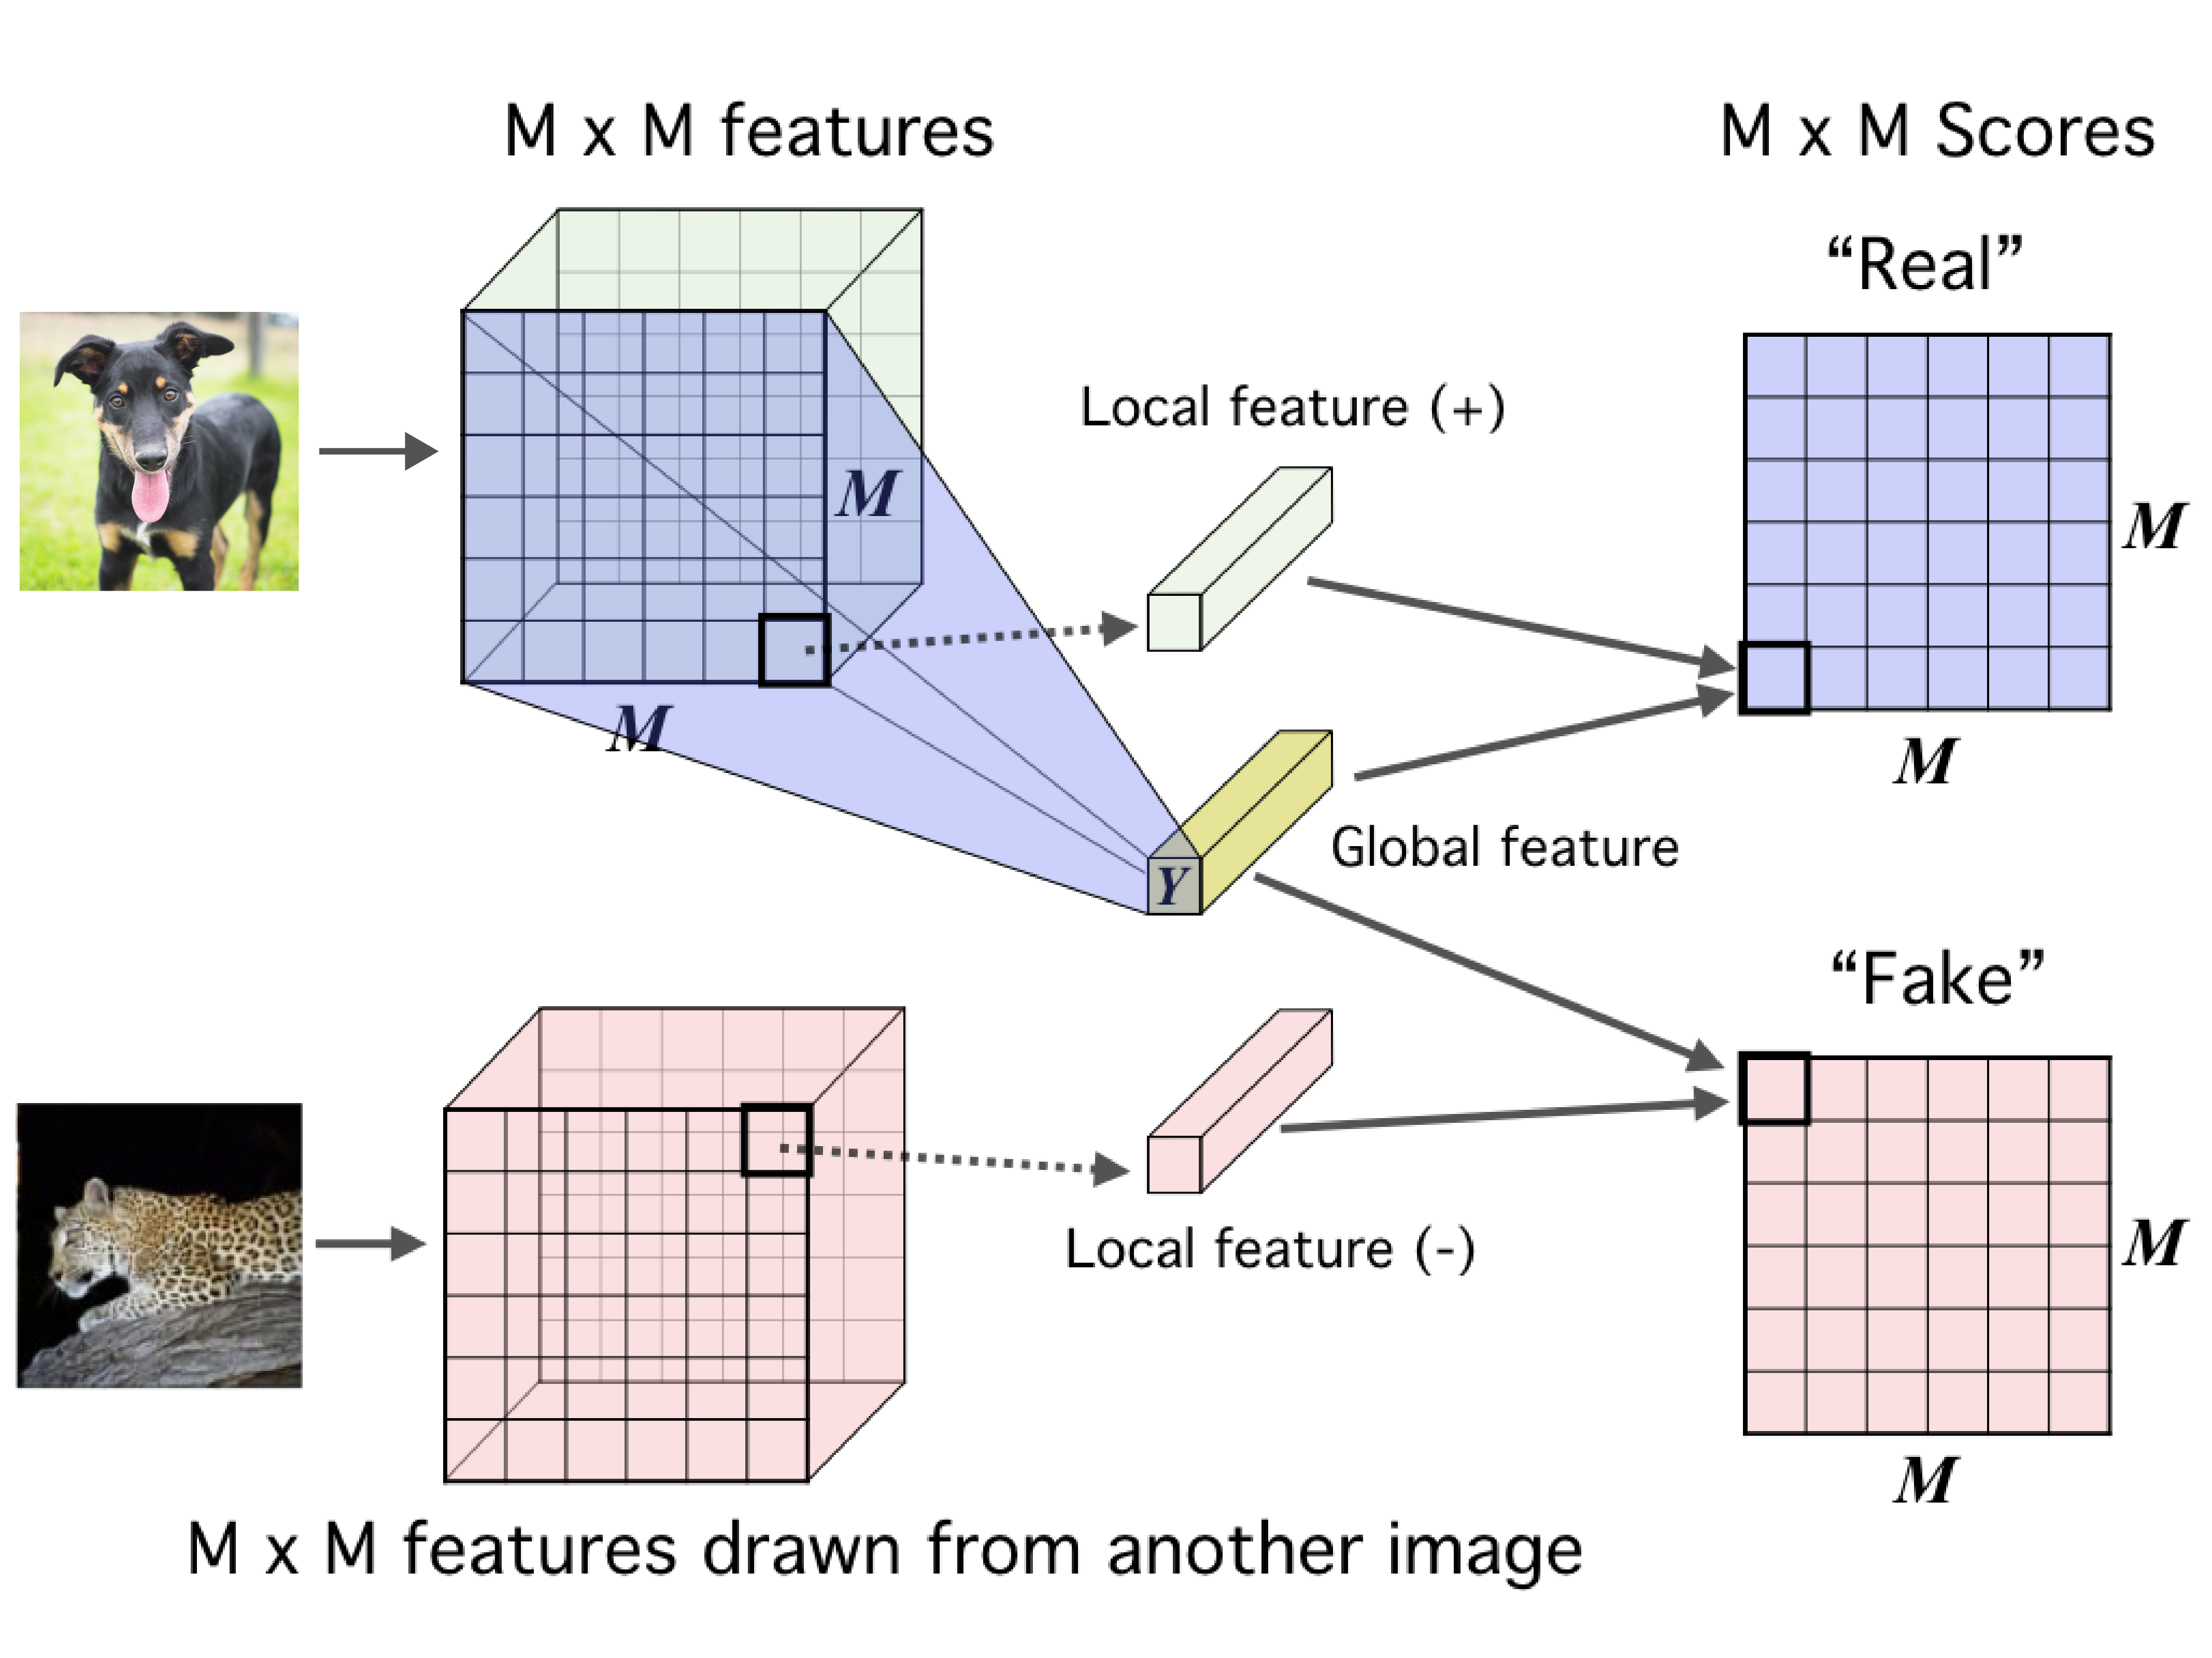 M x M features
M x M Scores
“Real”
Local feature (+)
M
M
M
M
Global feature
Y
“Fake”
Local feature (-)
M
M
M x M features drawn from another image